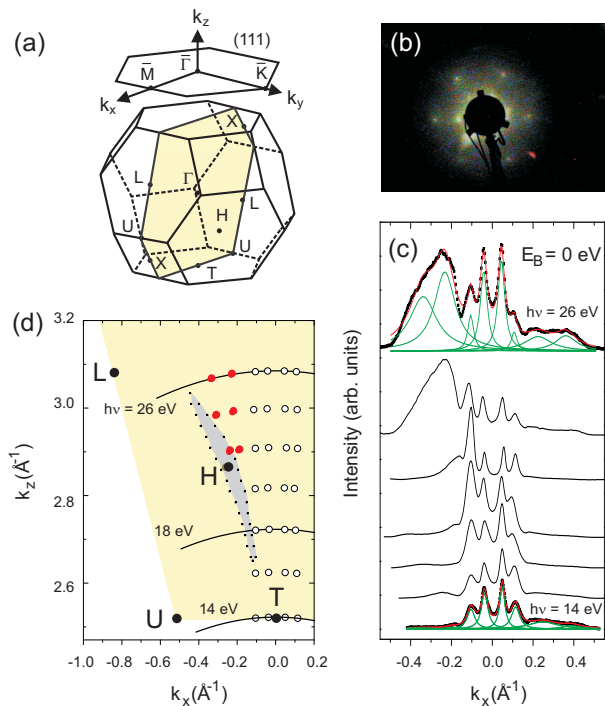 (a)
k_z
(111)
M̄
Γ̄
K̄
k_x
k_y
X
L
Γ
H
L
U
U
X
T
(b)
(c)
E_B = 0 eV
hν = 26 eV
Intensity (arb. units)
hν = 14 eV
-0.4 -0.2 0.0 0.2 0.4
k_x(Å⁻¹)
(d)
3.2
3.0
2.8
2.6
k_z(Å⁻¹)
L
hν = 26 eV
H
18 eV
14 eV
U
T
-1.0 -0.8 -0.6 -0.4 -0.2 0.0 0.2
k_x(Å⁻¹)